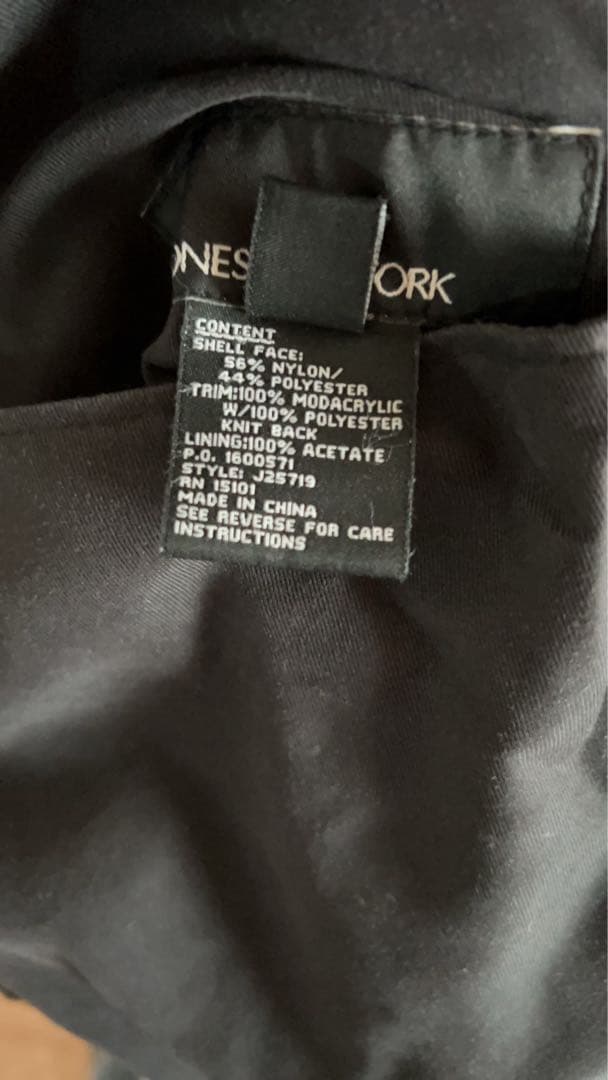 ONES ORK
CONTENT
SHELL FACE:
56% NYLON/
44% POLYESTER
TRIM:100% MODACRYLIC
W/100% POLYESTER
KNIT BACK
LINING:100% ACETATE
P.O. 1600571
STYLE: J25719
RN 15101
MADE IN CHINA
SEE REVERSE FOR CARE
INSTRUCTIONS